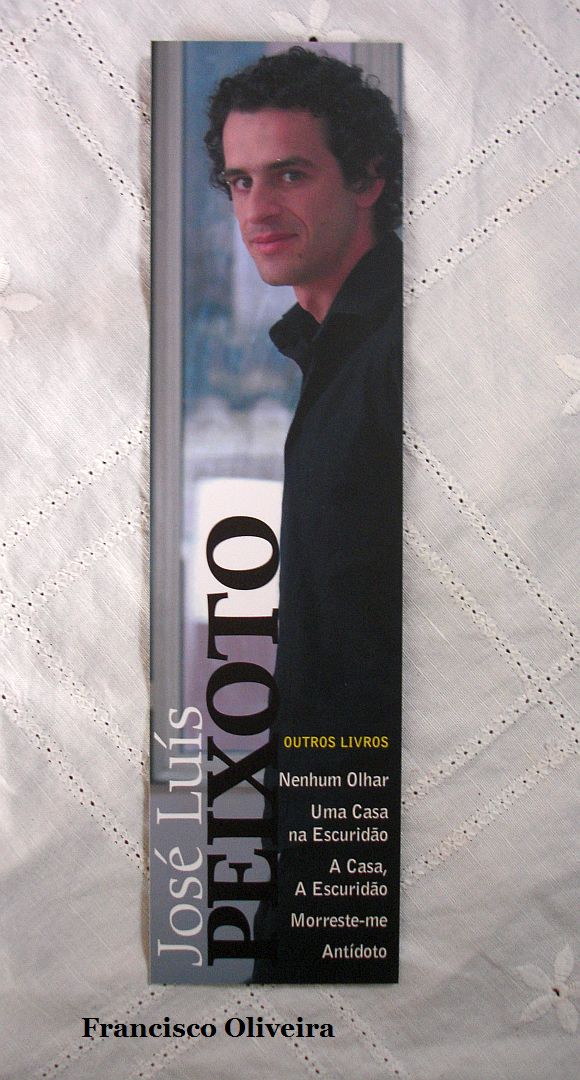 José Luís
PEIXOTO
OUTROS LIVROS
Nenhum Olhar
Uma Casa
na Escuridão
A Casa,
A Escuridão
Morreste-me
Antídoto
Francisco Oliveira